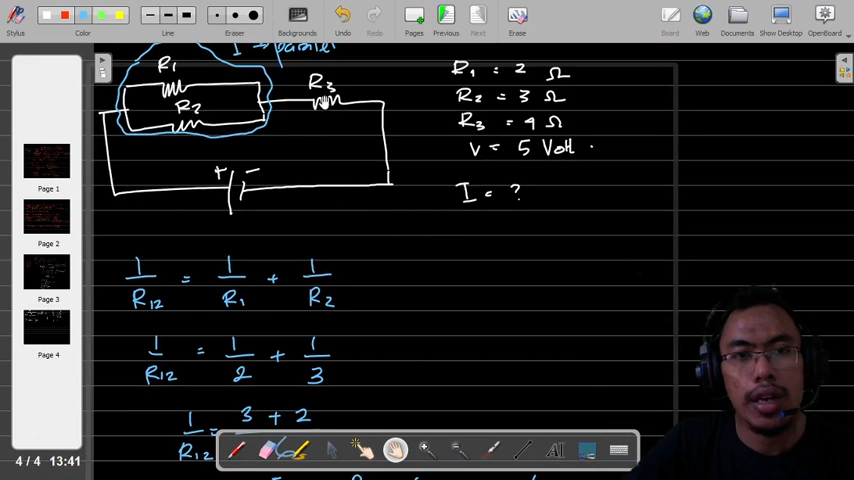 Stylus
Color
Line Width
Eraser
Backgrounds
Undo
Pages
Previous
Next
Erase
Board
Web
Documents
Show Desktop
OpenBoard
I → parallel
R1
R2
R3
+ -
R1 = 2 Ω
R2 = 3 Ω
R3 = 4 Ω
V = 5 Volt .
I = ?
1/R12 = 1/R1 + 1/R2
1/R12 = 1/2 + 1/3
1/R12 = 3 + 2
Page 1
Page 2
Page 3
Page 4
4 / 4 13:41